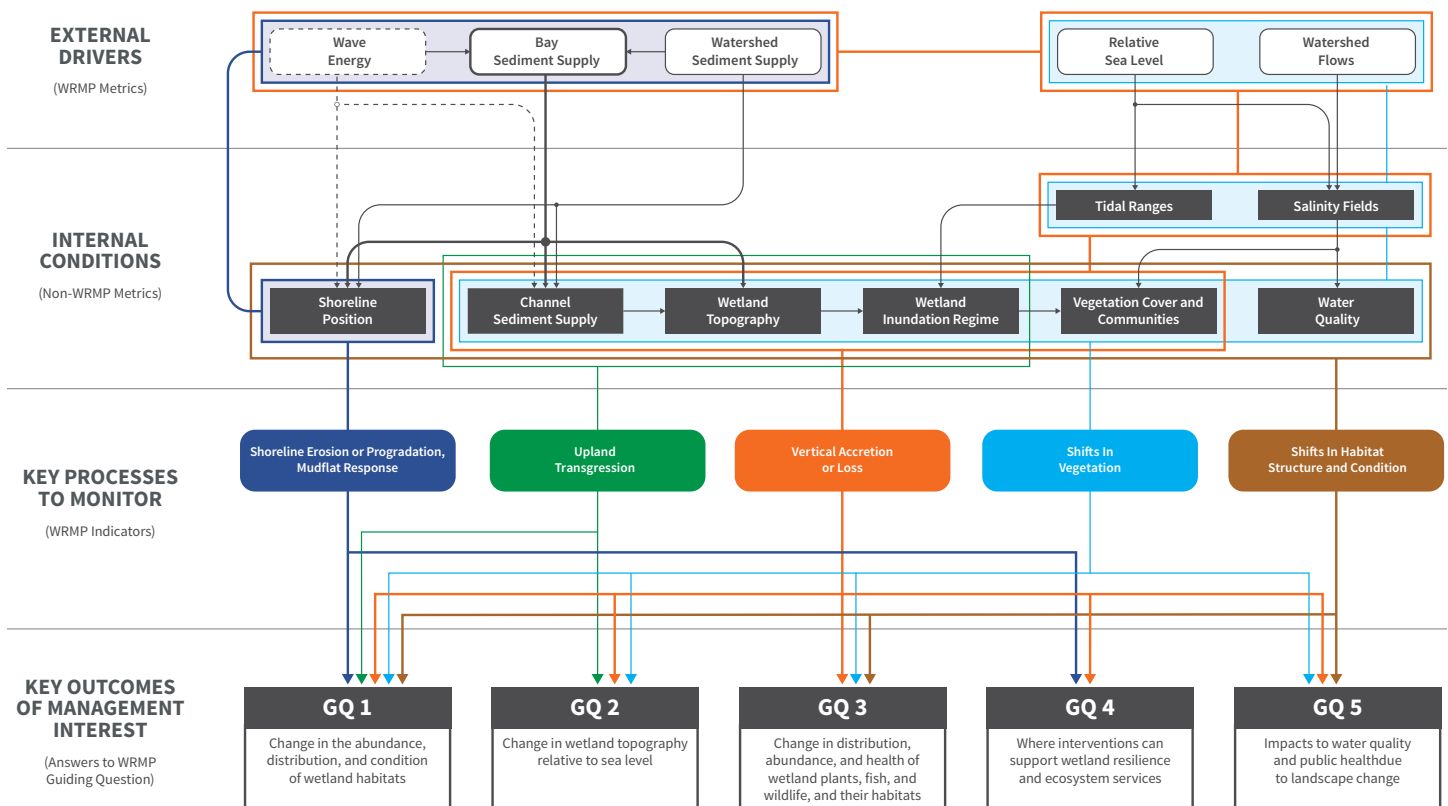 EXTERNAL
DRIVERS
(WRMP Metrics)
Wave
Energy
Bay
Sediment Supply
Watershed
Sediment Supply
Relative
Sea Level
Watershed
Flows
INTERNAL
CONDITIONS
(Non-WRMP Metrics)
Tidal Ranges
Salinity Fields
Shoreline
Position
Channel
Sediment Supply
Wetland
Topography
Wetland
Inundation Regime
Vegetation Cover and
Communities
Water
Quality
KEY PROCESSES
TO MONITOR
(WRMP Indicators)
Shoreline Erosion or Progradation,
Mudflat Response
Upland
Transgression
Vertical Accretion
or Loss
Shifts In
Vegetation
Shifts In Habitat
Structure and Condition
KEY OUTCOMES
OF MANAGEMENT
INTEREST
(Answers to WRMP
Guiding Question)
GQ 1
Change in the abundance,
distribution, and condition
of wetland habitats
GQ 2
Change in wetland topography
relative to sea level
GQ 3
Change in distribution,
abundance, and health of
wetland plants, fish, and
wildlife, and their habitats
GQ 4
Where interventions can
support wetland resilience
and ecosystem services
GQ 5
Impacts to water quality
and public healthdue
to landscape change